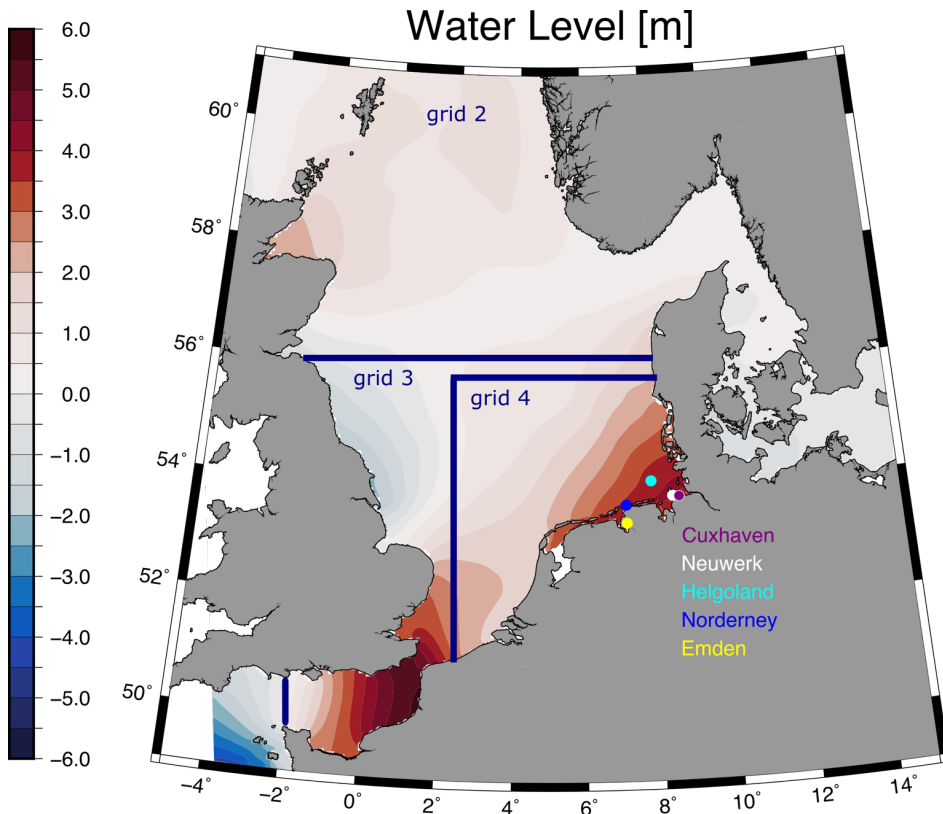 Water Level [m]
6.0
5.0
4.0
3.0
2.0
1.0
0.0
−1.0
−2.0
−3.0
−4.0
−5.0
−6.0
60°
58°
56°
54°
52°
50°
grid 2
grid 3
grid 4
Cuxhaven
Neuwerk
Helgoland
Norderney
Emden
−4° −2° 0° 2° 4° 6° 8° 10° 12° 14°